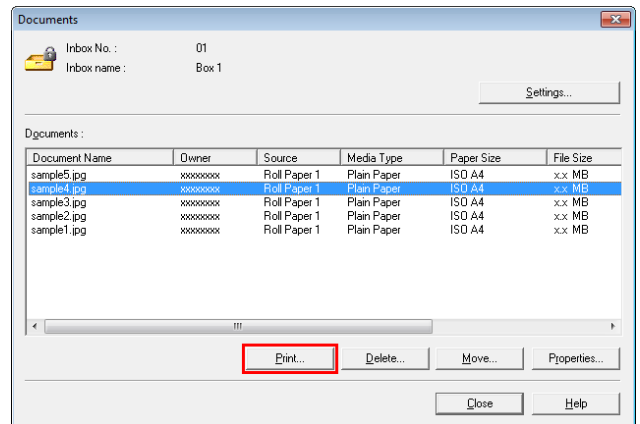 Documents
Inbox No. : 01
Inbox name : Box 1
Settings...
Documents :
Document Name Owner Source Media Type Paper Size File Size
sample5.jpg xxxxxxxx Roll Paper 1 Plain Paper ISO A4 x.x MB
sample4.jpg xxxxxxxx Roll Paper 1 Plain Paper ISO A4 x.x MB
sample3.jpg xxxxxxxx Roll Paper 1 Plain Paper ISO A4 x.x MB
sample2.jpg xxxxxxxx Roll Paper 1 Plain Paper ISO A4 x.x MB
sample1.jpg xxxxxxxx Roll Paper 1 Plain Paper ISO A4 x.x MB
Print... Delete... Move... Properties...
Close Help